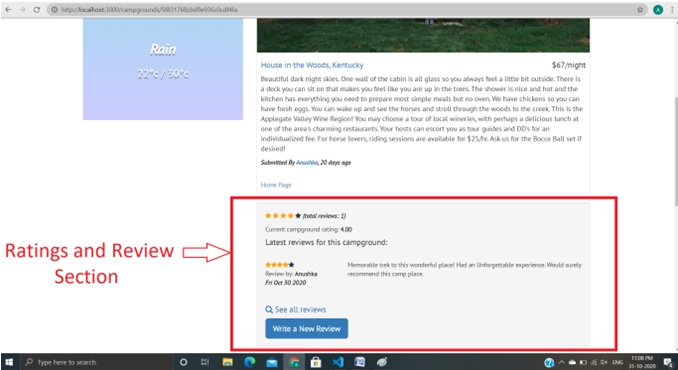 http://localhost:3000/campgrounds/5f831768cbd9e936c0cd94fa
A
Rain
22°c / 30°c
House in the Woods, Kentucky
$67/night
Beautiful dark night skies. One wall of the cabin is all glass so you always feel a little bit outside. There is
a deck you can sit on that makes you feel like you are up in the trees. The shower is nice and hot and the
kitchen has everything you need to prepare most simple meals but no oven. We have chickens so you can
have fresh eggs. You can wake up and see the horses and stroll through the woods to the creek. This is the
Applegate Valley Wine Region! You may choose a tour of local wineries, with perhaps a delicious lunch at
one of the area's charming restaurants. Your hosts can escort you as tour guides and DD's for an
individualized fee. For horse lovers, riding sessions are available for $25/hr. Ask us for the Bocce Ball set if
desired!
Submitted By Anushka, 20 days ago
Home Page
Ratings and Review
Section
(total reviews: 1)
Current campground rating: 4.00
Latest reviews for this campground:
Review by: Anushka
Fri Oct 30 2020
Memorable trek to this wonderful place! Had an Unforgettable experience. Would surely
recommend this camp place.
See all reviews
Write a New Review
Type here to search
ENG
11:08 PM
31-10-2020